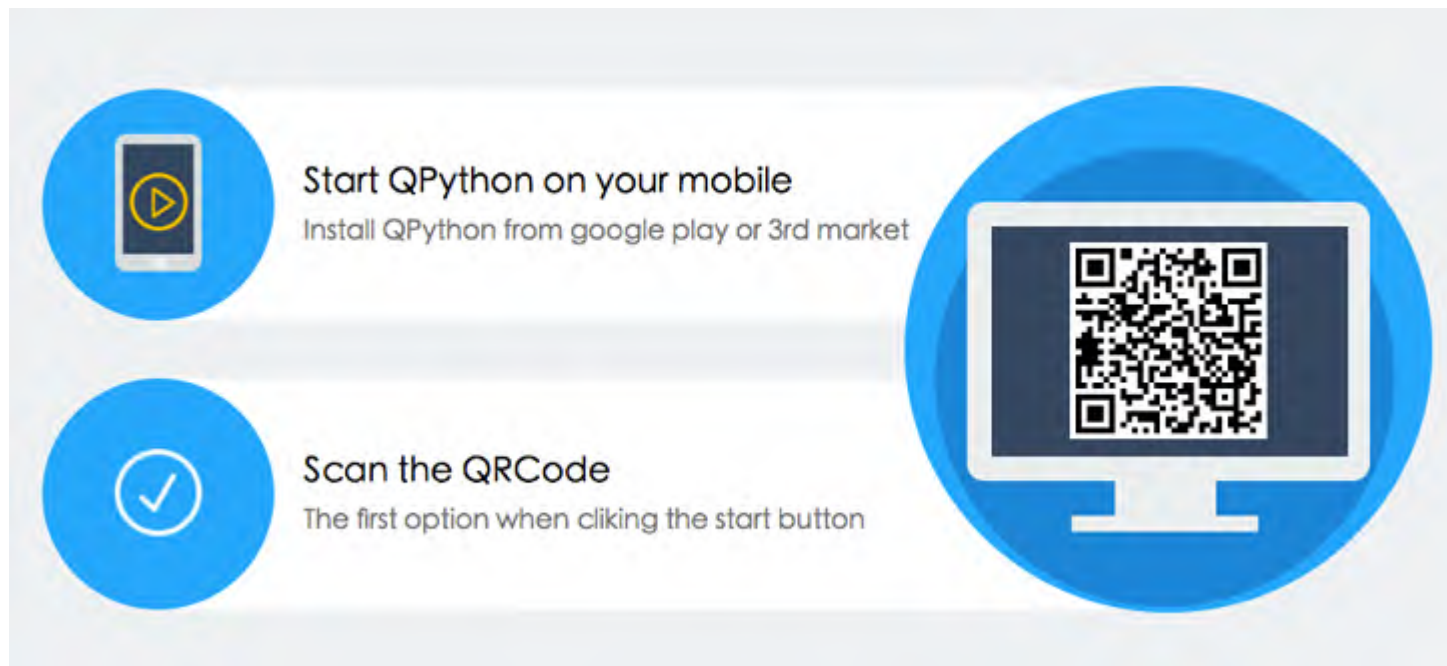 Start QPython on your mobile
Install QPython from google play or 3rd market
Scan the QRCode
The first option when cliking the start button